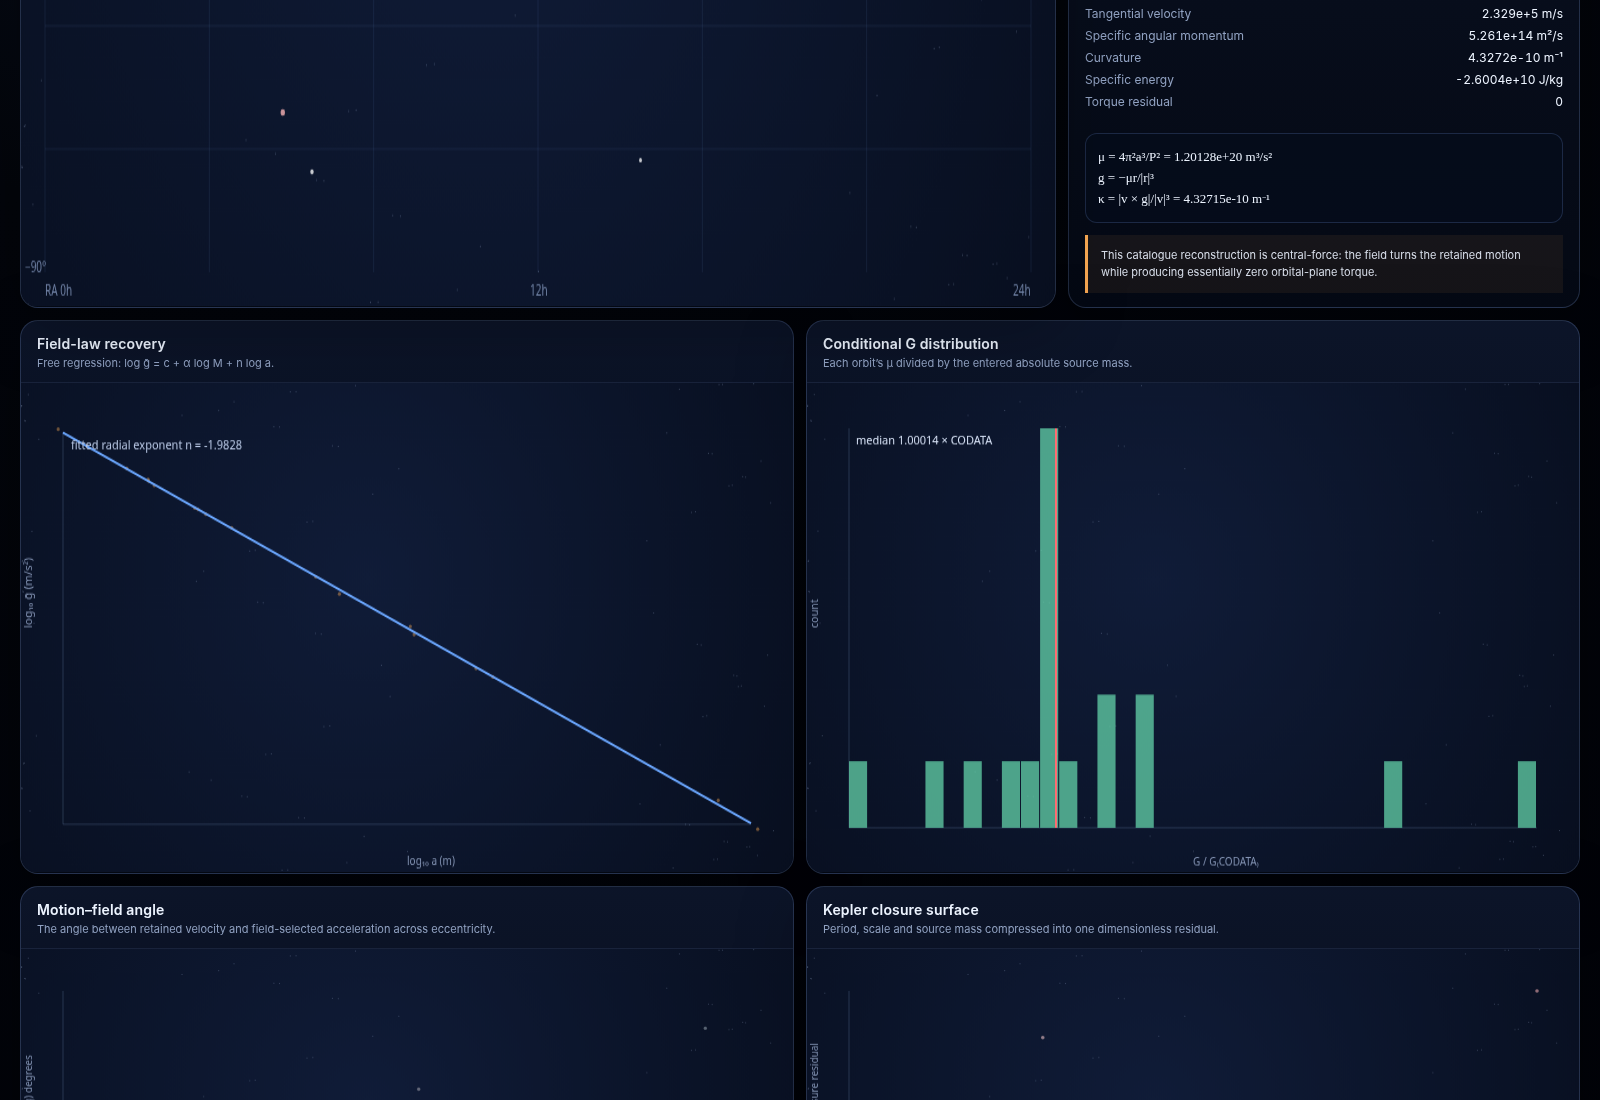 Tangential velocity 2.329e+5 m/s
Specific angular momentum 5.261e+14 m²/s
Curvature 4.3272e-10 m⁻¹
Specific energy -2.6004e+10 J/kg
Torque residual 0
μ = 4π²a³/P² = 1.20128e+20 m³/s²
g = −μr/|r|³
κ = |v × g|/|v|³ = 4.32715e-10 m⁻¹
This catalogue reconstruction is central-force: the field turns the retained motion
while producing essentially zero orbital-plane torque.
−90°
RA 0h
12h
24h
Field-law recovery
Free regression: log ḡ = c + α log M + n log a.
fitted radial exponent n = -1.9828
log₁₀ ḡ (m/s²)
log₁₀ a (m)
Conditional G distribution
Each orbit's μ divided by the entered absolute source mass.
median 1.00014 × CODATA
count
G / G₍CODATA₎
Motion–field angle
The angle between retained velocity and field-selected acceleration across eccentricity.
) degrees
Kepler closure surface
Period, scale and source mass compressed into one dimensionless residual.
ure residual